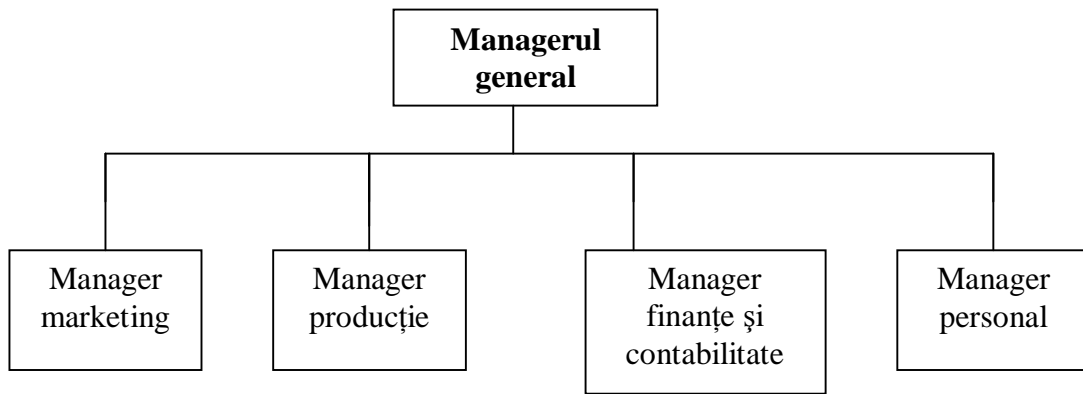 Managerul
general
Manager
marketing
Manager
producție
Manager
finanțe şi
contabilitate
Manager
personal